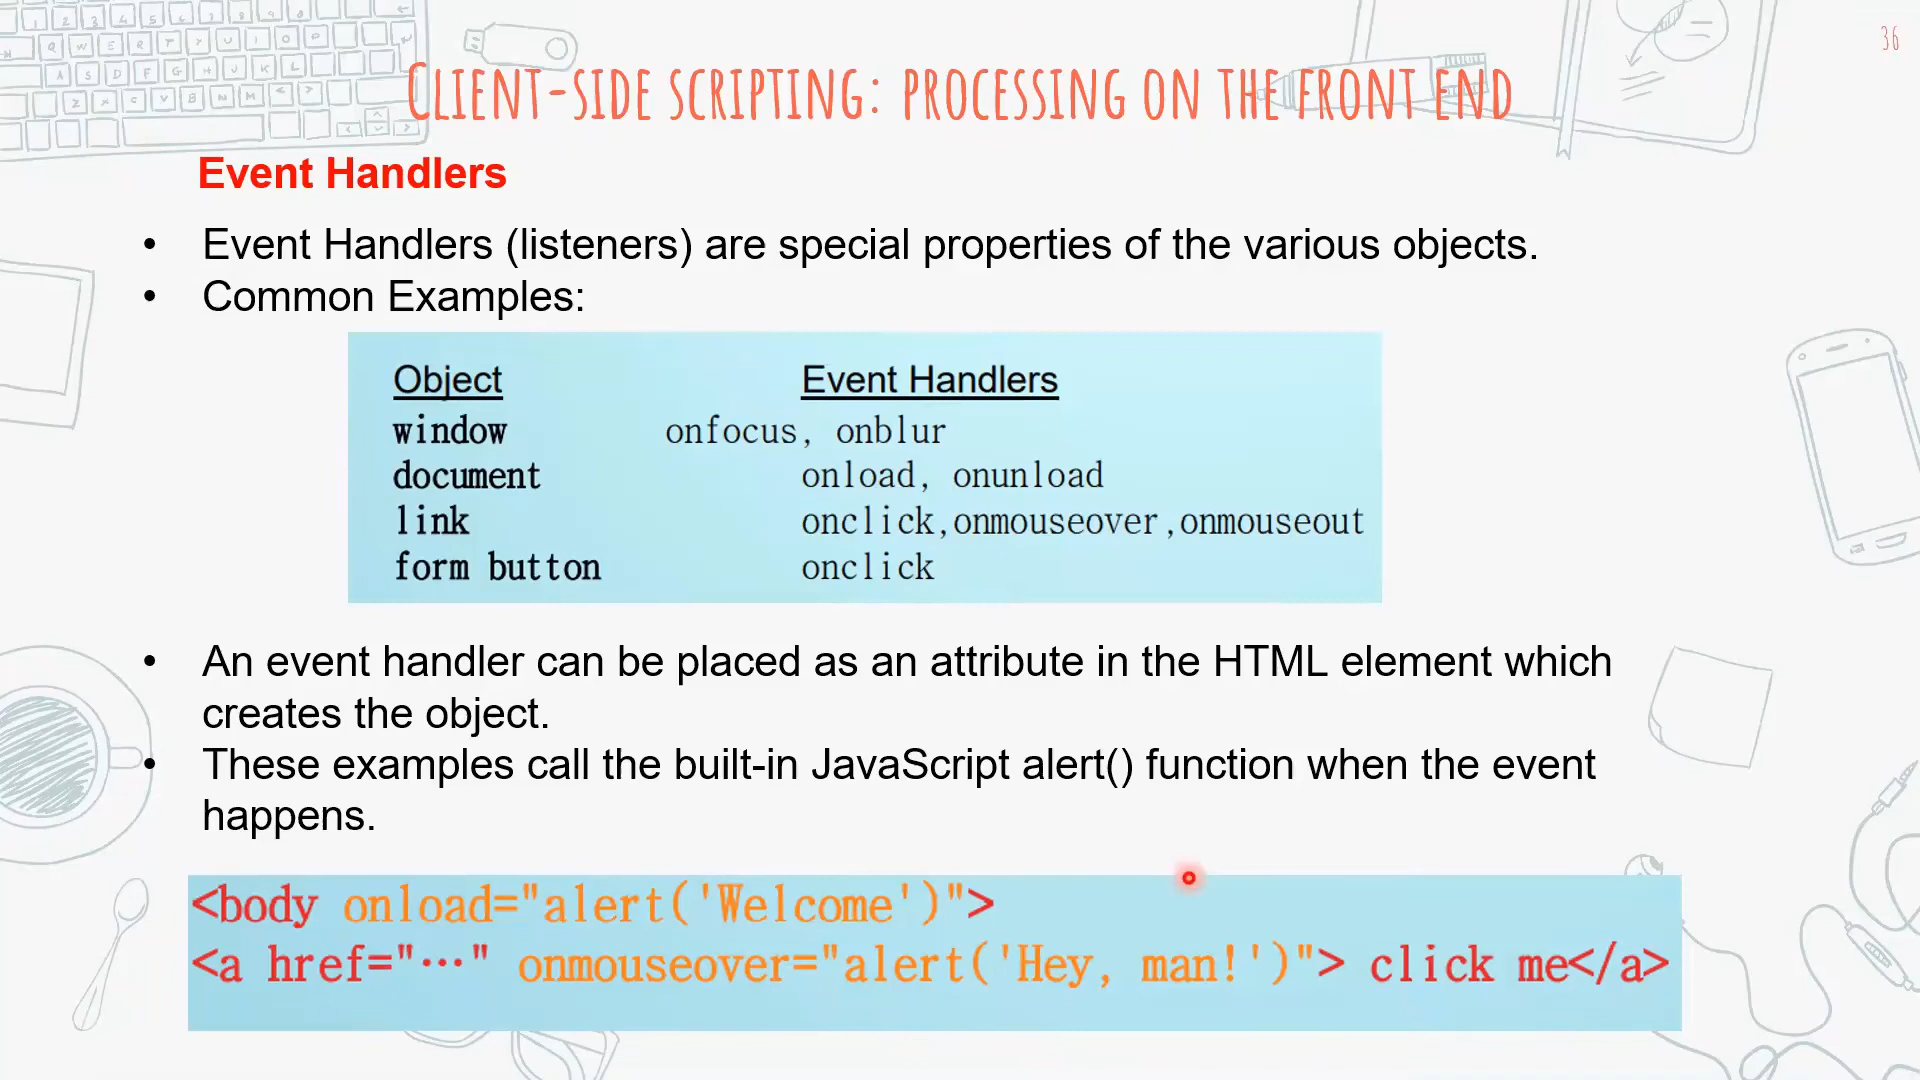 36
Client-side scripting: processing on the front end
Event Handlers
• Event Handlers (listeners) are special properties of the various objects.
• Common Examples:
Object Event Handlers
window onfocus, onblur
document onload, onunload
link onclick,onmouseover,onmouseout
form button onclick
• An event handler can be placed as an attribute in the HTML element which
creates the object.
• These examples call the built-in JavaScript alert() function when the event
happens.
<body onload="alert('Welcome')">
<a href="…" onmouseover="alert('Hey, man!')"> click me</a>